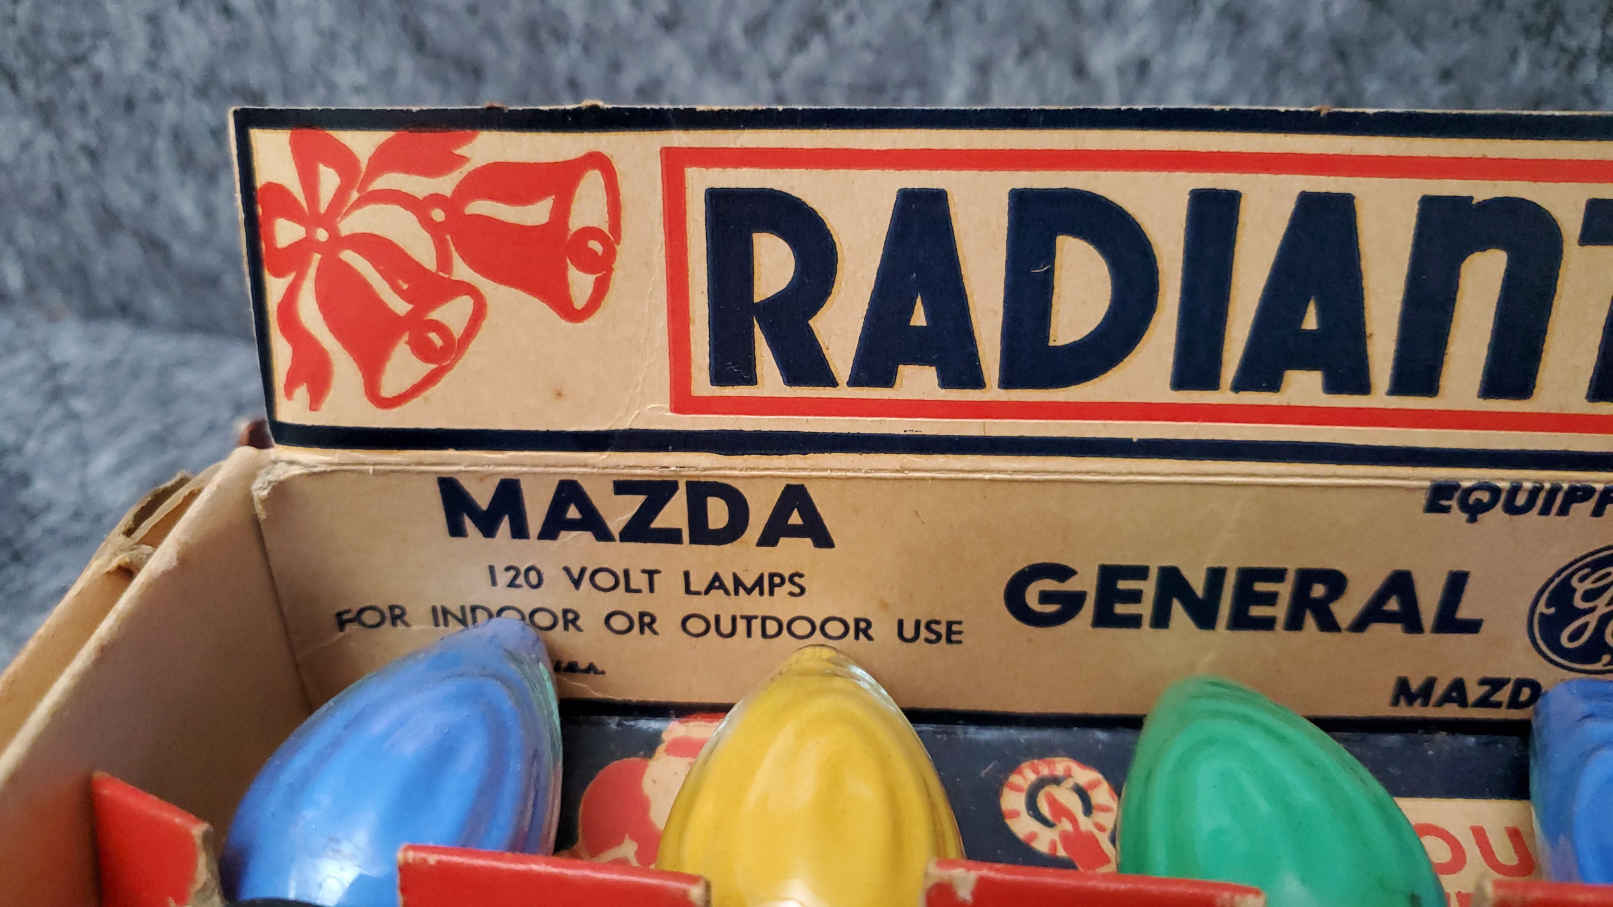 RADIANT
MAZDA
120 VOLT LAMPS
FOR INDOOR OR OUTDOOR USE
GENERAL